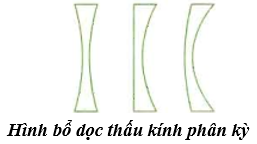 Hình bổ dọc thấu kính phân kỳ